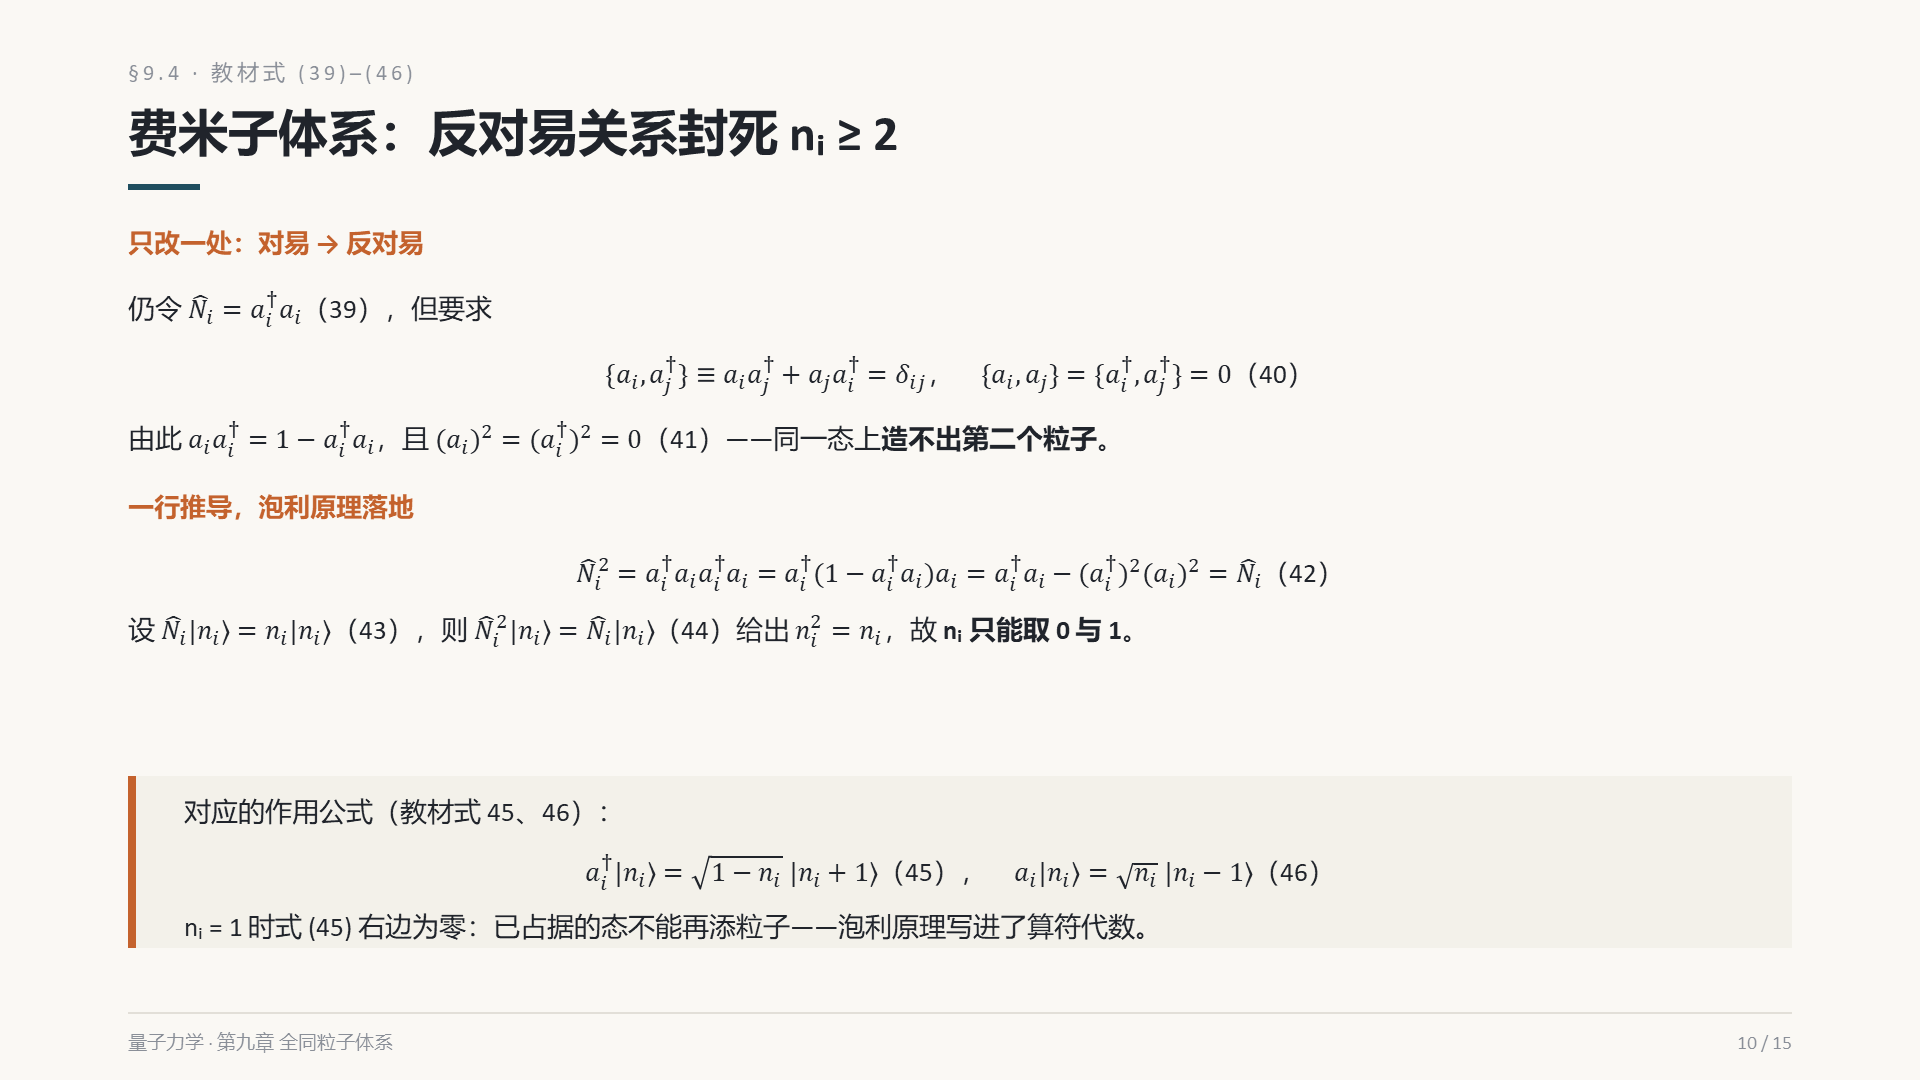 §9.4 · 教材式 (39)–(46)
费米子体系：反对易关系封死 nᵢ ≥ 2
只改一处：对易 → 反对易
仍令 N̂ᵢ = aᵢ†aᵢ（39），但要求
{aᵢ, aⱼ†} ≡ aᵢaⱼ† + aⱼaᵢ† = δᵢⱼ， {aᵢ, aⱼ} = {aᵢ†, aⱼ†} = 0（40）
由此 aᵢaᵢ† = 1 − aᵢ†aᵢ，且 (aᵢ)² = (aᵢ†)² = 0（41）——同一态上造不出第二个粒子。
一行推导，泡利原理落地
N̂ᵢ² = aᵢ†aᵢaᵢ†aᵢ = aᵢ†(1 − aᵢ†aᵢ)aᵢ = aᵢ†aᵢ − (aᵢ†)²(aᵢ)² = N̂ᵢ（42）
设 N̂ᵢ|nᵢ⟩ = nᵢ|nᵢ⟩（43），则 N̂ᵢ²|nᵢ⟩ = N̂ᵢ|nᵢ⟩（44）给出 nᵢ² = nᵢ，故 nᵢ 只能取 0 与 1。
对应的作用公式（教材式 45、46）：
aᵢ†|nᵢ⟩ = √(1 − nᵢ) |nᵢ + 1⟩（45）， aᵢ|nᵢ⟩ = √nᵢ |nᵢ − 1⟩（46）
nᵢ = 1 时式 (45) 右边为零：已占据的态不能再添粒子——泡利原理写进了算符代数。
量子力学 · 第九章 全同粒子体系
10 / 15